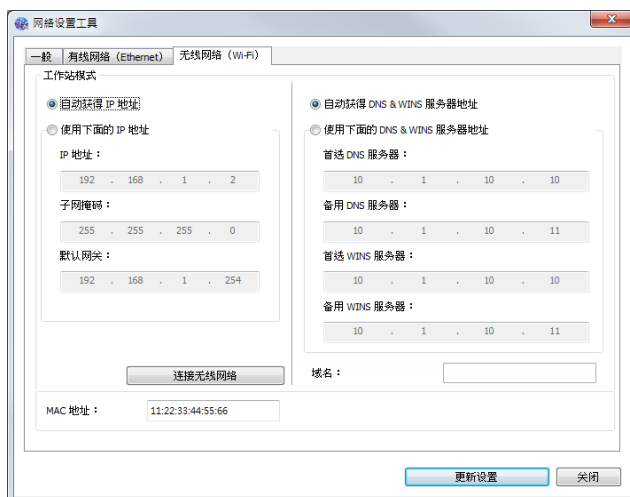 网络设置工具
一般 有线网络（Ethernet） 无线网络（Wi-Fi）
工作站模式
自动获得 IP 地址
使用下面的 IP 地址
IP 地址：
192 . 168 . 1 . 2
子网掩码：
255 . 255 . 255 . 0
默认网关：
192 . 168 . 1 . 254
连接无线网络
自动获得 DNS & WINS 服务器地址
使用下面的 DNS & WINS 服务器地址
首选 DNS 服务器：
10 . 1 . 10 . 10
备用 DNS 服务器：
10 . 1 . 10 . 11
首选 WINS 服务器：
10 . 1 . 10 . 10
备用 WINS 服务器：
10 . 1 . 10 . 11
域名：
MAC 地址： 11:22:33:44:55:66
更新设置 关闭